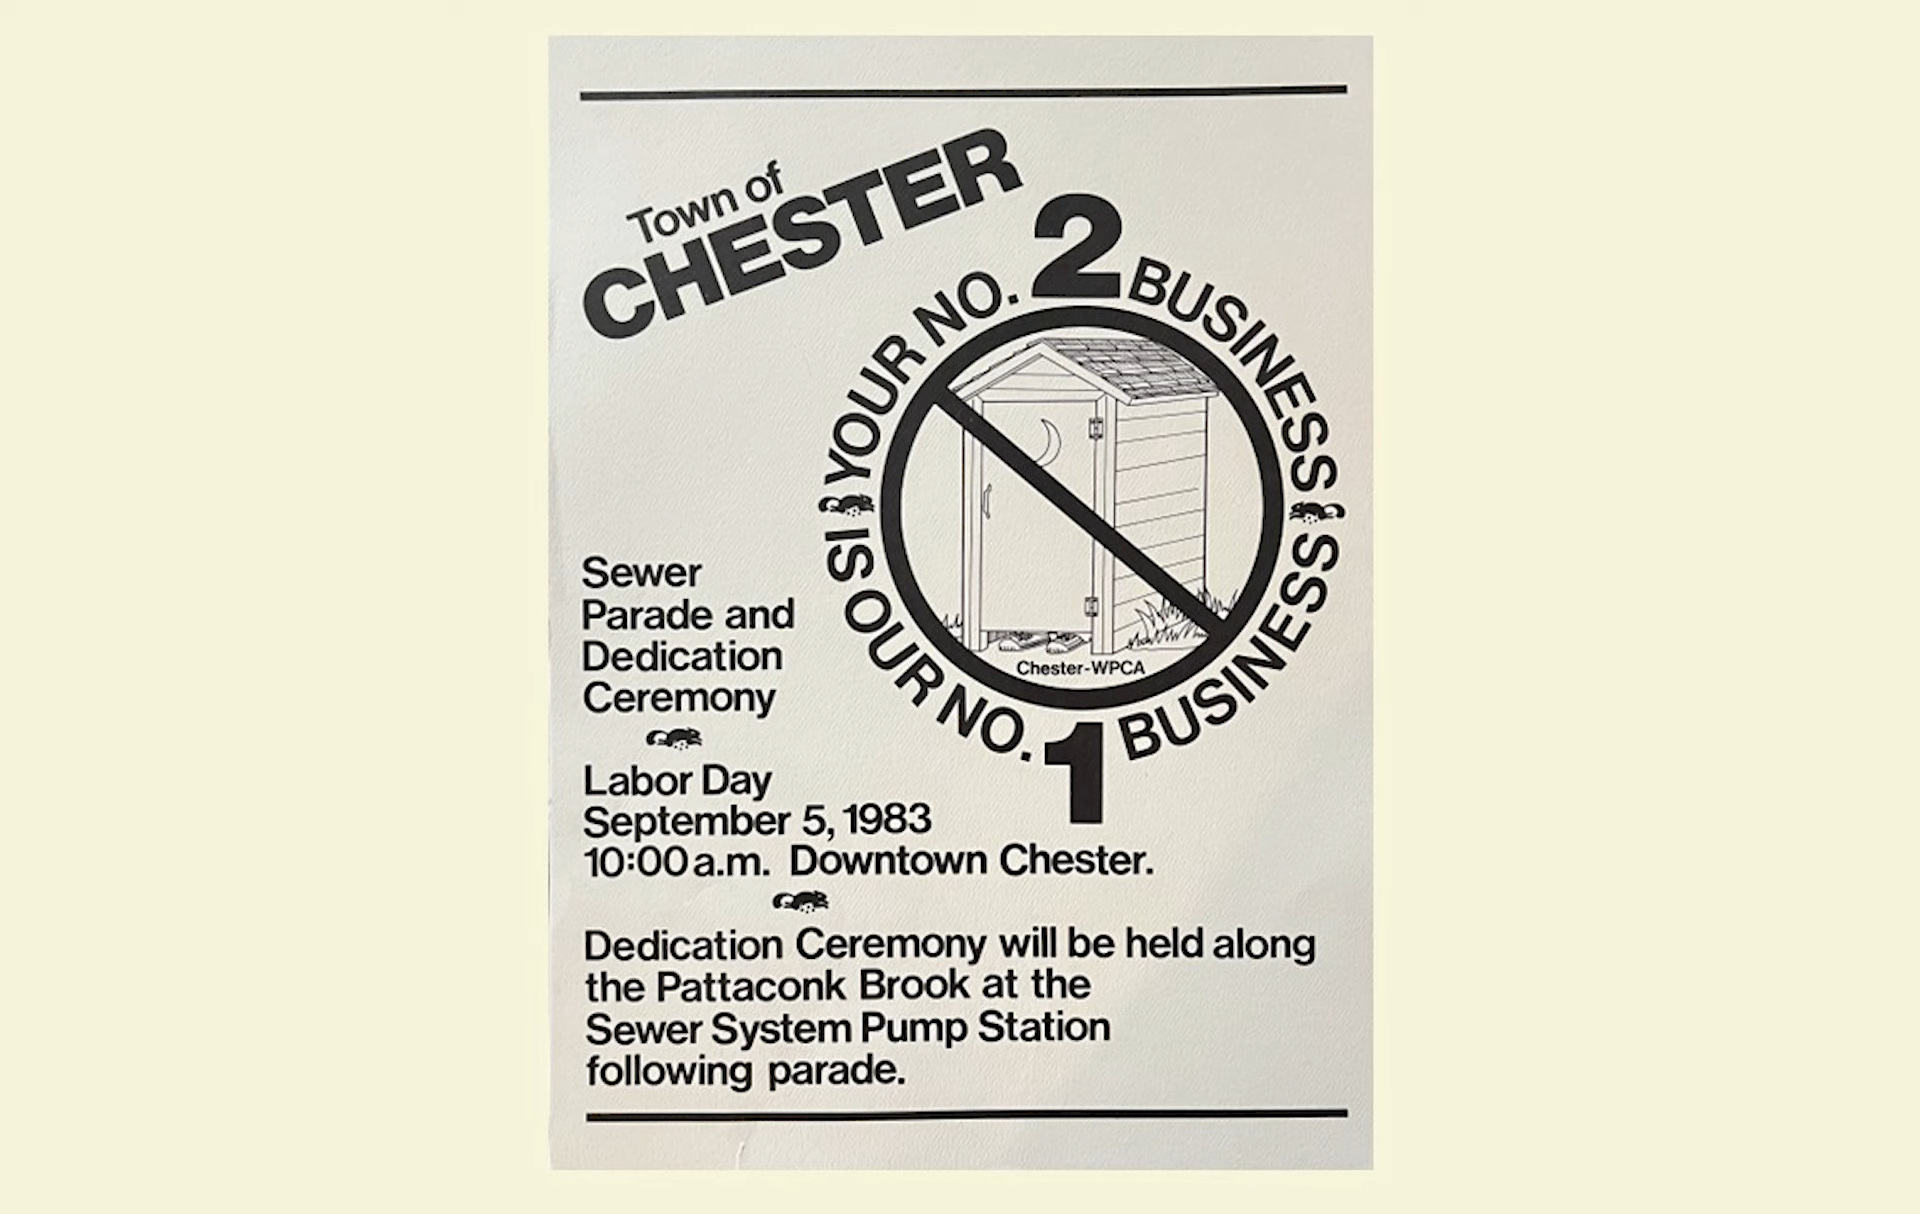 Town of
CHESTER
YOUR NO. 2 BUSINESS
IS OUR NO. 1 BUSINESS
Chester-WPCA
Sewer
Parade and
Dedication
Ceremony
Labor Day
September 5, 1983
10:00 a.m. Downtown Chester.
Dedication Ceremony will be held along
the Pattaconk Brook at the
Sewer System Pump Station
following parade.